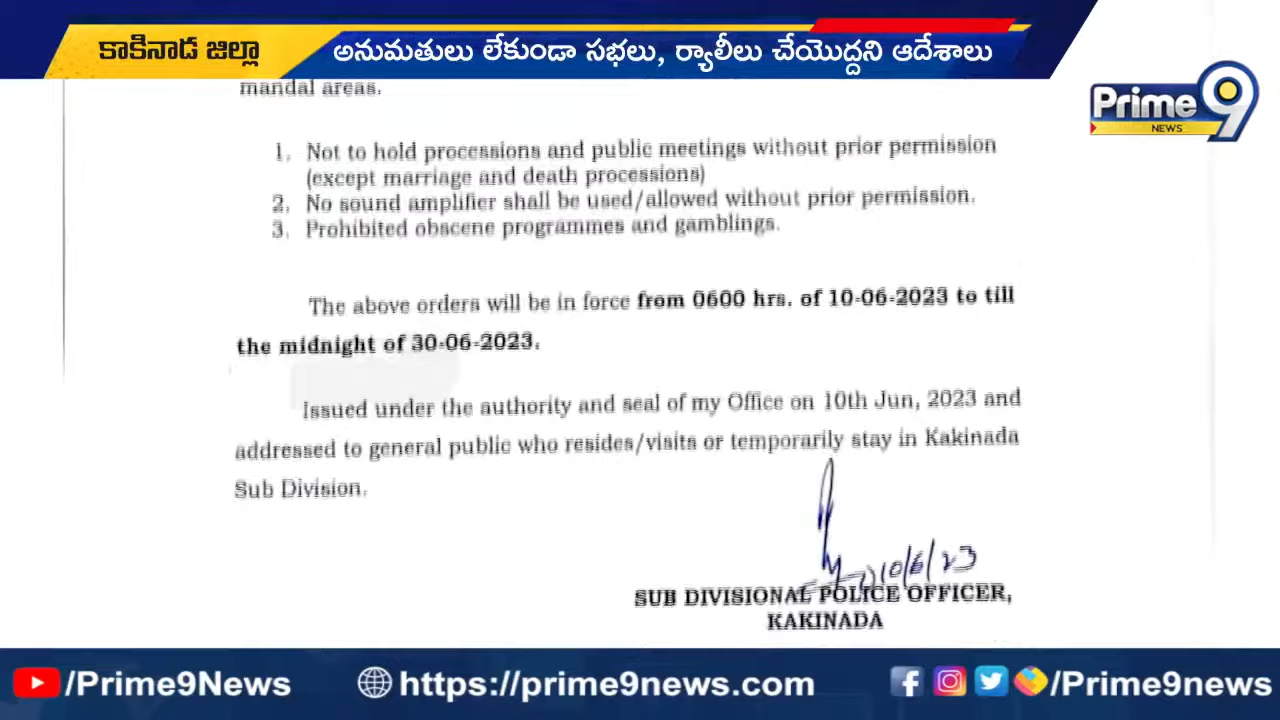 కాకినాడ జిల్లా
అనుమతులు లేకుండా సభలు, ర్యాలీలు చేయొద్దని ఆదేశాలు
Prime9
NEWS
mandal areas.
1. Not to hold processions and public meetings without prior permission
(except marriage and death processions)
2. No sound amplifier shall be used/allowed without prior permission.
3. Prohibited obscene programmes and gamblings.
The above orders will be in force from 0600 hrs. of 10-06-2023 to till
the midnight of 30-06-2023.
Issued under the authority and seal of my Office on 10th Jun, 2023 and
addressed to general public who resides/visits or temporarily stay in Kakinada
Sub Division.
10/6/23
SUB DIVISIONAL POLICE OFFICER,
KAKINADA
/Prime9News
https://prime9news.com
/Prime9news